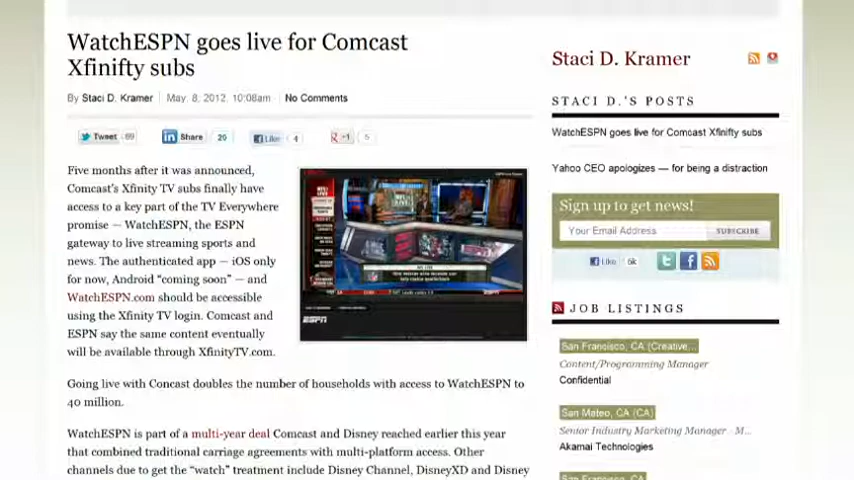 WatchESPN goes live for Comcast
Xfinifty subs
By Staci D. Kramer
May. 8, 2012, 10:08am
No Comments
Tweet 89
Share 20
Like 4
+1 5
Five months after it was announced,
Comcast's Xfinity TV subs finally have
access to a key part of the TV Everywhere
promise — WatchESPN, the ESPN
gateway to live streaming sports and
news. The authenticated app — iOS only
for now, Android "coming soon" — and
WatchESPN.com should be accessible
using the Xfinity TV login. Comcast and
ESPN say the same content eventually
will be available through XfinityTV.com.
ESPN
Going live with Concast doubles the number of households with access to WatchESPN to
40 million.
WatchESPN is part of a multi-year deal Comcast and Disney reached earlier this year
that combined traditional carriage agreements with multi-platform access. Other
channels due to get the "watch" treatment include Disney Channel, DisneyXD and Disney
Staci D. Kramer
STACI D.'S POSTS
WatchESPN goes live for Comcast Xfinifty subs
Yahoo CEO apologizes — for being a distraction
Sign up to get news!
Your Email Address
SUBSCRIBE
Like 6k
JOB LISTINGS
San Francisco, CA (Creative...
Content/Programming Manager
Confidential
San Mateo, CA (CA)
Senior Industry Marketing Manager - M...
Akamai Technologies